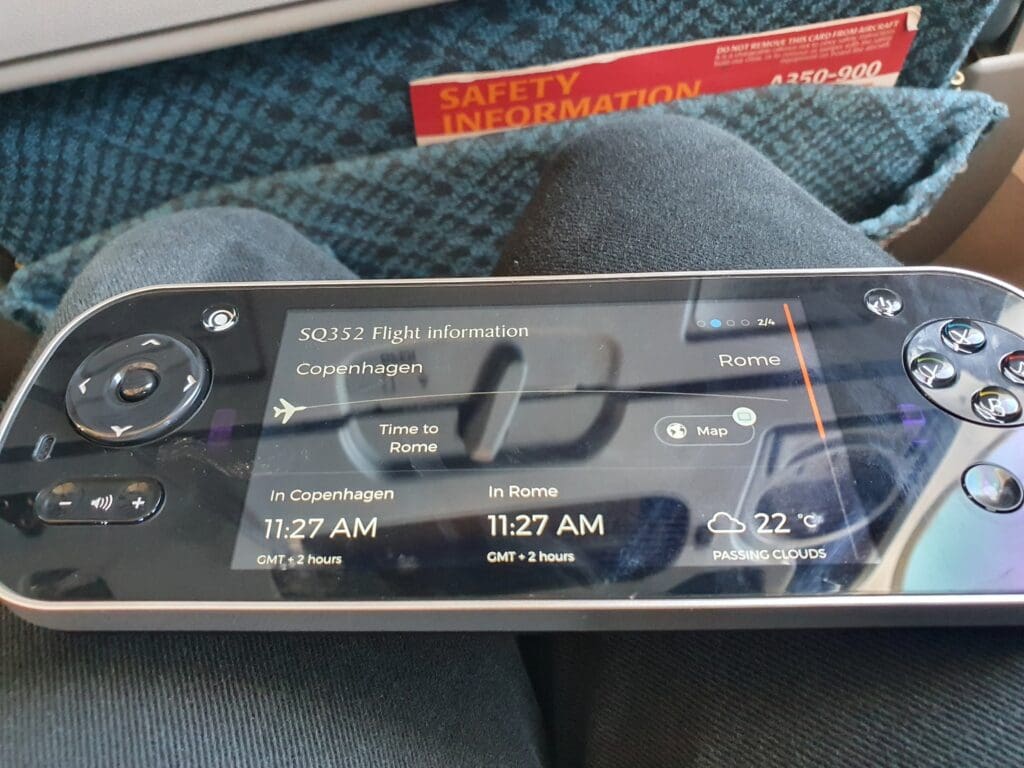 DO NOT REMOVE THIS CARD FROM AIRCRAFT
SAFETY
INFORMATION
A350-900
SQ352 Flight information
2/4
Copenhagen
Rome
Time to
Rome
Map
In Copenhagen
11:27 AM
GMT + 2 hours
In Rome
11:27 AM
GMT + 2 hours
22 °C
PASSING CLOUDS
X
Y
B
- +